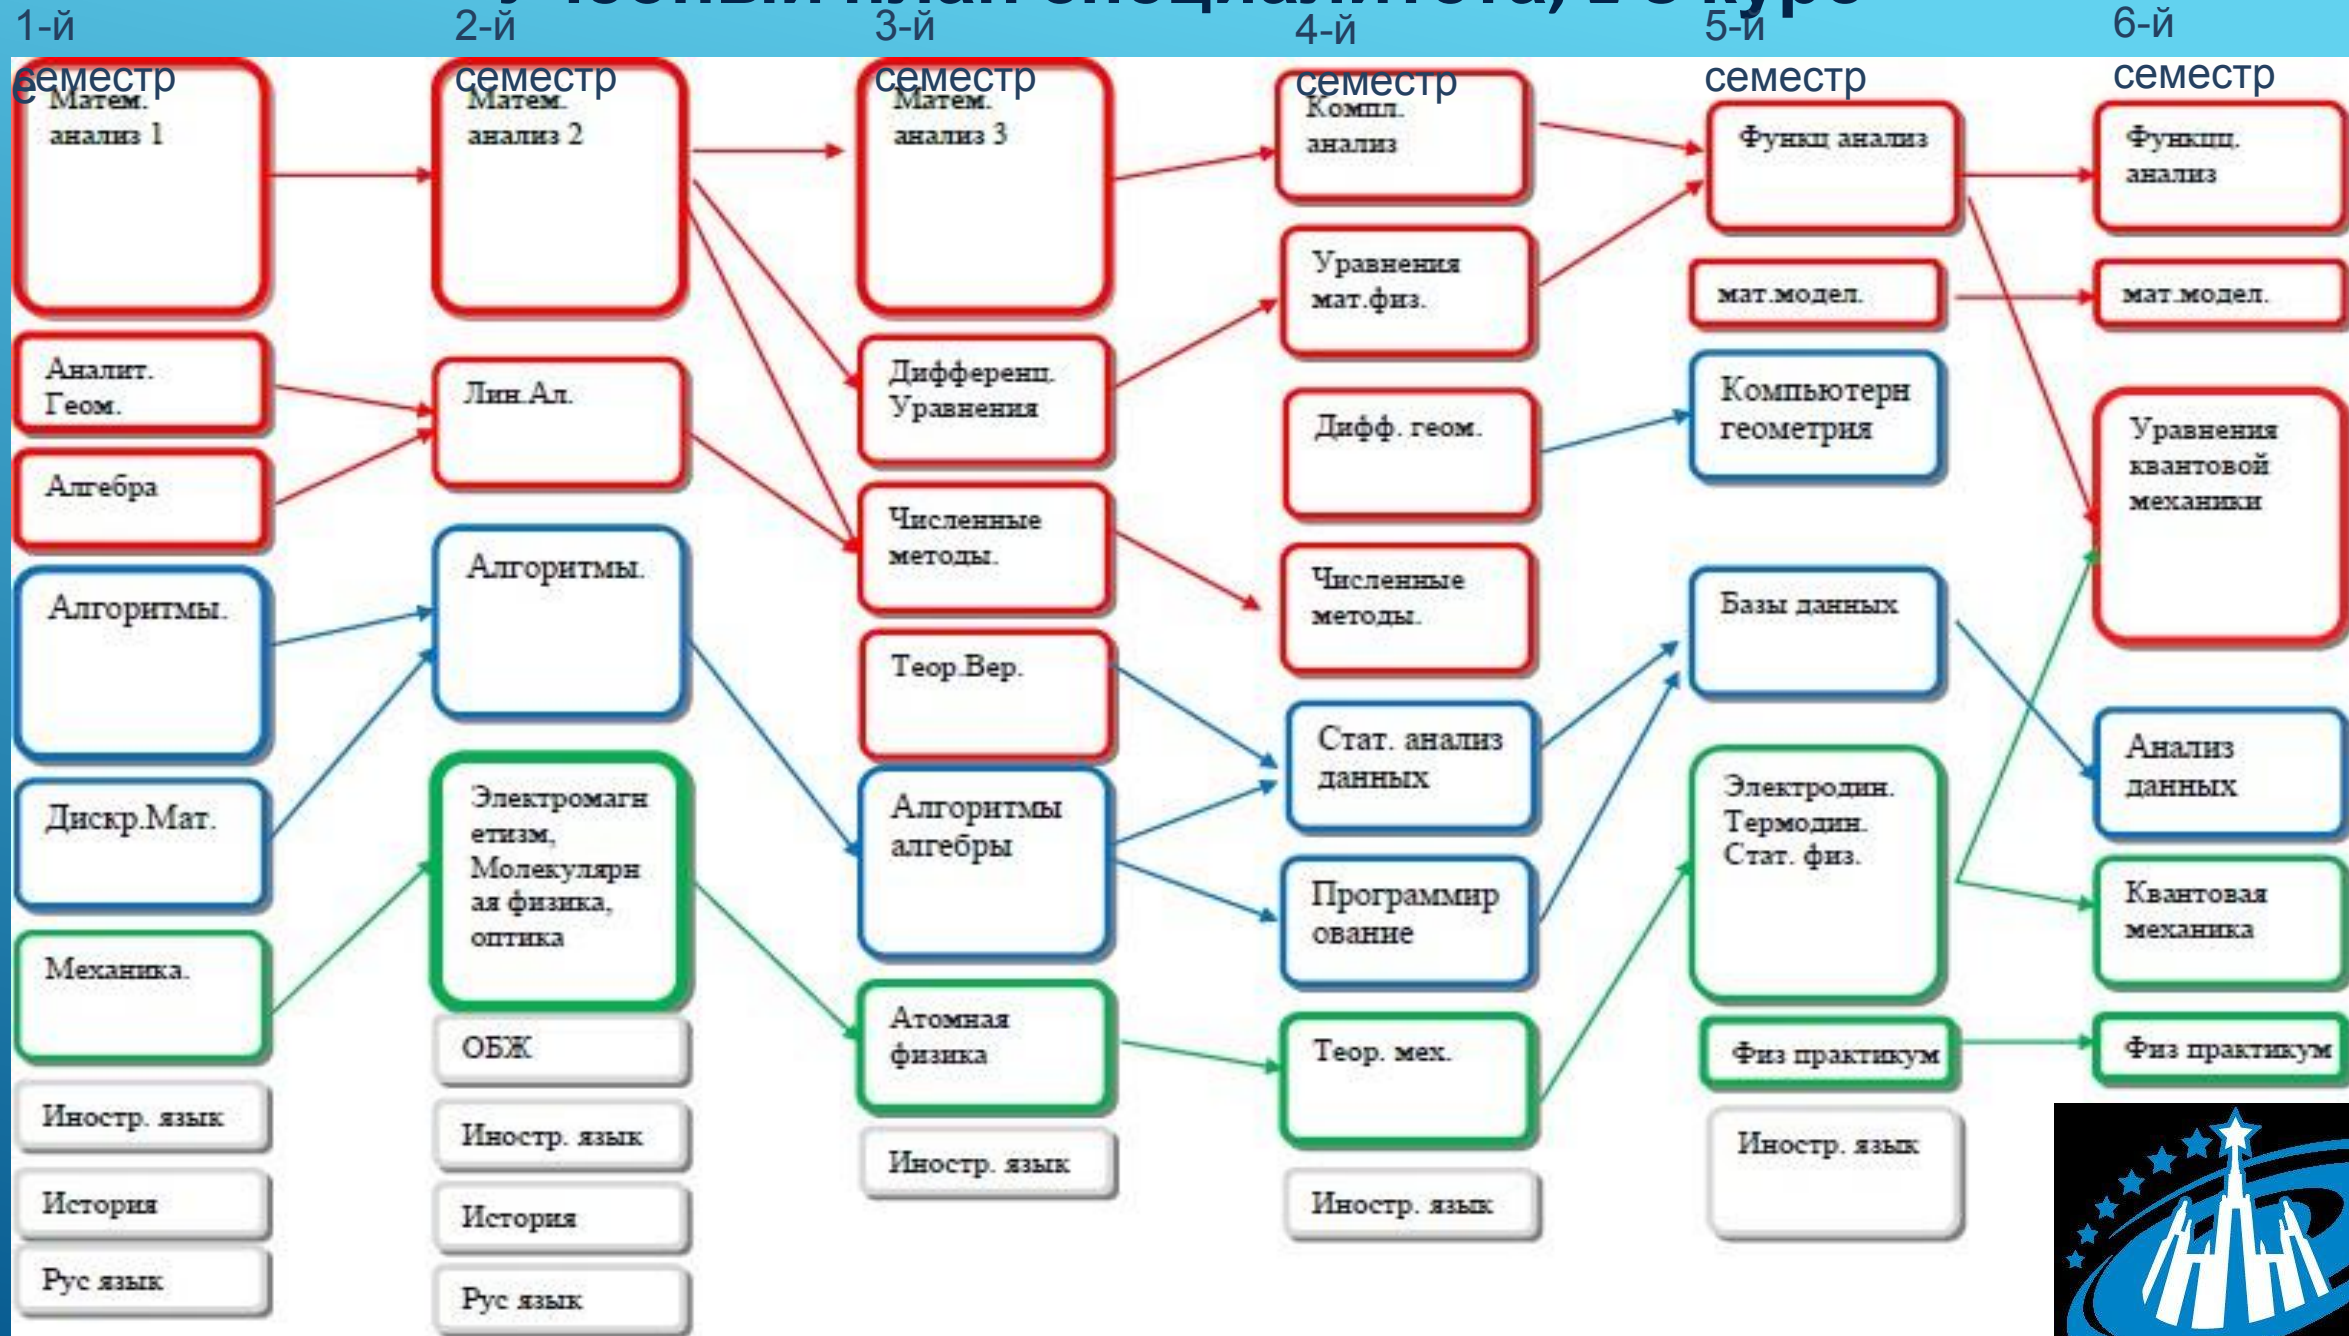 1-й
семестр
Матем.
анализ 1
Аналит.
Геом.
Алгебра
Алгоритмы.
Дискр.Мат.
Механика.
Иностр. язык
История
Рус язык
2-й
семестр
Матем.
анализ 2
Лин.Ал.
Алгоритмы.
Электромагн
етизм,
Молекулярн
ая физика,
оптика
ОБЖ
Иностр. язык
История
Рус язык
3-й
семестр
Матем.
анализ 3
Дифференц.
Уравнения
Численные
методы.
Теор.Вер.
Алгоритмы
алгебры
Атомная
физика
Иностр. язык
4-й
семестр
Компл.
анализ
Уравнения
мат.физ.
Дифф. геом.
Численные
методы.
Стат. анализ
данных
Программир
ование
Теор. мех.
Иностр. язык
5-й
семестр
Функц анализ
мат.модел.
Компьютерн
геометрия
Базы данных
Электродин.
Термодин.
Стат. физ.
Физ практикум
Иностр. язык
6-й
семестр
Функцц.
анализ
мат.модел.
Уравнения
квантовой
механики
Анализ
данных
Квантовая
механика
Физ практикум